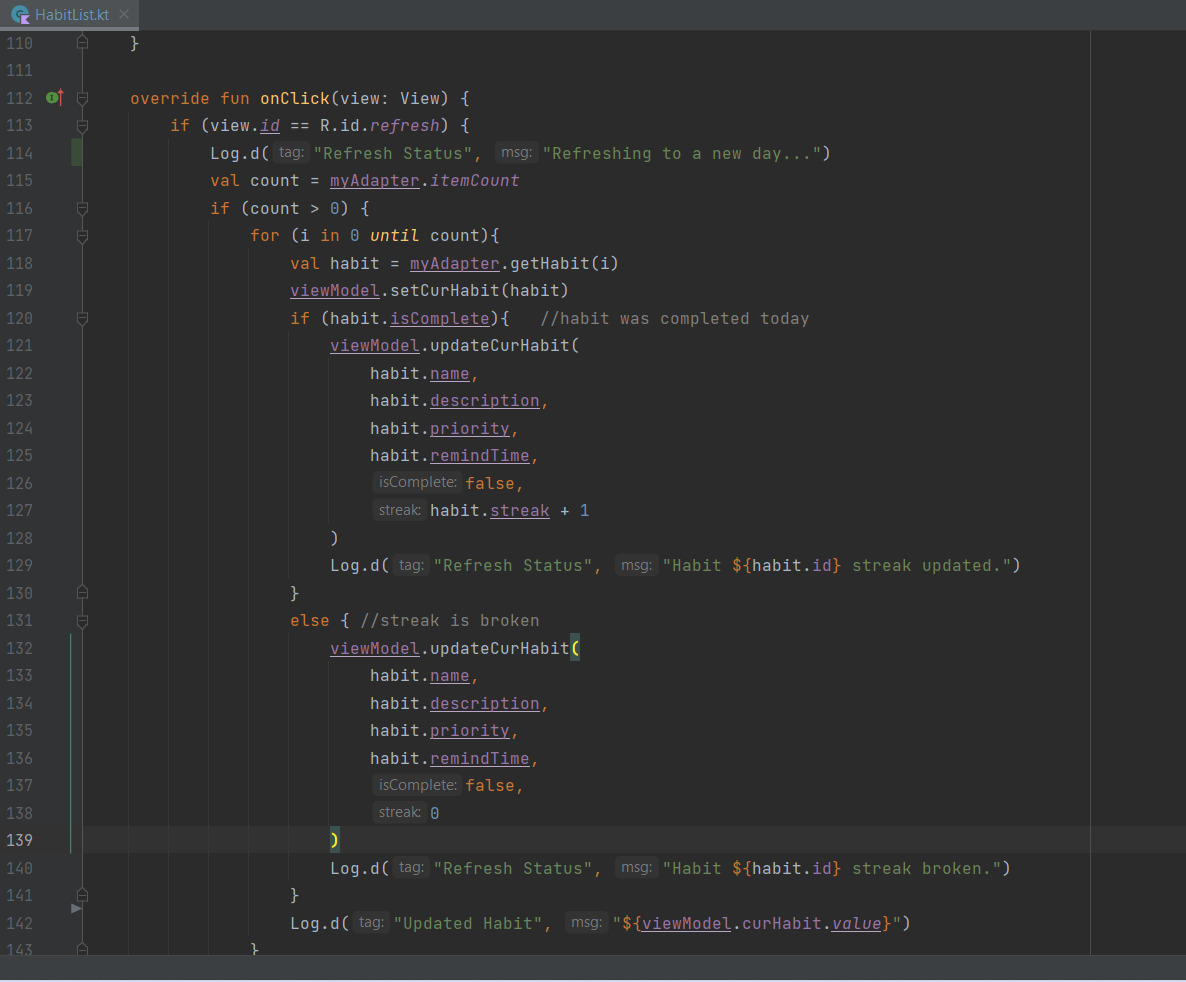 HabitList.kt
110 }
111
112 override fun onClick(view: View) {
113 if (view.id == R.id.refresh) {
114 Log.d( tag: "Refresh Status", msg: "Refreshing to a new day...")
115 val count = myAdapter.itemCount
116 if (count > 0) {
117 for (i in 0 until count){
118 val habit = myAdapter.getHabit(i)
119 viewModel.setCurHabit(habit)
120 if (habit.isComplete){ //habit was completed today
121 viewModel.updateCurHabit(
122 habit.name,
123 habit.description,
124 habit.priority,
125 habit.remindTime,
126 isComplete: false,
127 streak: habit.streak + 1
128 )
129 Log.d( tag: "Refresh Status", msg: "Habit ${habit.id} streak updated.")
130 }
131 else { //streak is broken
132 viewModel.updateCurHabit(
133 habit.name,
134 habit.description,
135 habit.priority,
136 habit.remindTime,
137 isComplete: false,
138 streak: 0
139 )
140 Log.d( tag: "Refresh Status", msg: "Habit ${habit.id} streak broken.")
141 }
142 Log.d( tag: "Updated Habit", msg: "${viewModel.curHabit.value}")
143 }